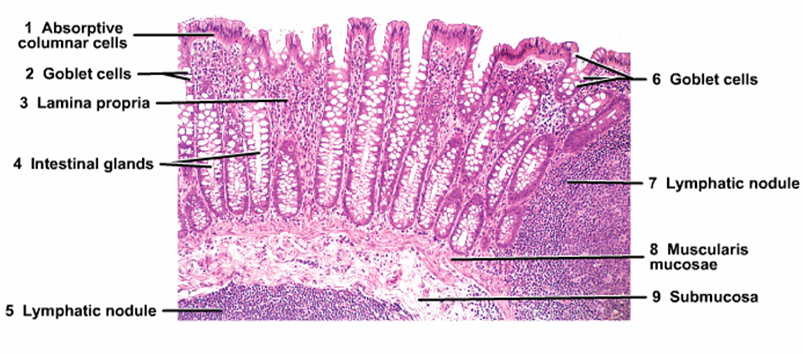 1 Absorptive
columnar cells
2 Goblet cells
3 Lamina propria
4 Intestinal glands
5 Lymphatic nodule
6 Goblet cells
7 Lymphatic nodule
8 Muscularis
mucosae
9 Submucosa